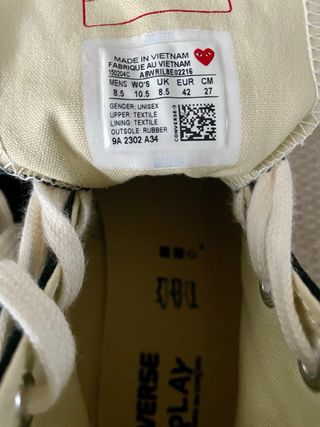 MADE IN VIETNAM
FABRIQUE AU VIETNAM
150204C A8WRIL8E02216
MENS WO'S UK EUR CM
8.5 10.5 8.5 42 27
GENDER: UNISEX
UPPER: TEXTILE
LINING: TEXTILE
OUTSOLE: RUBBER
9A 2302 A34
CONVERSE
VERSE
PLAY